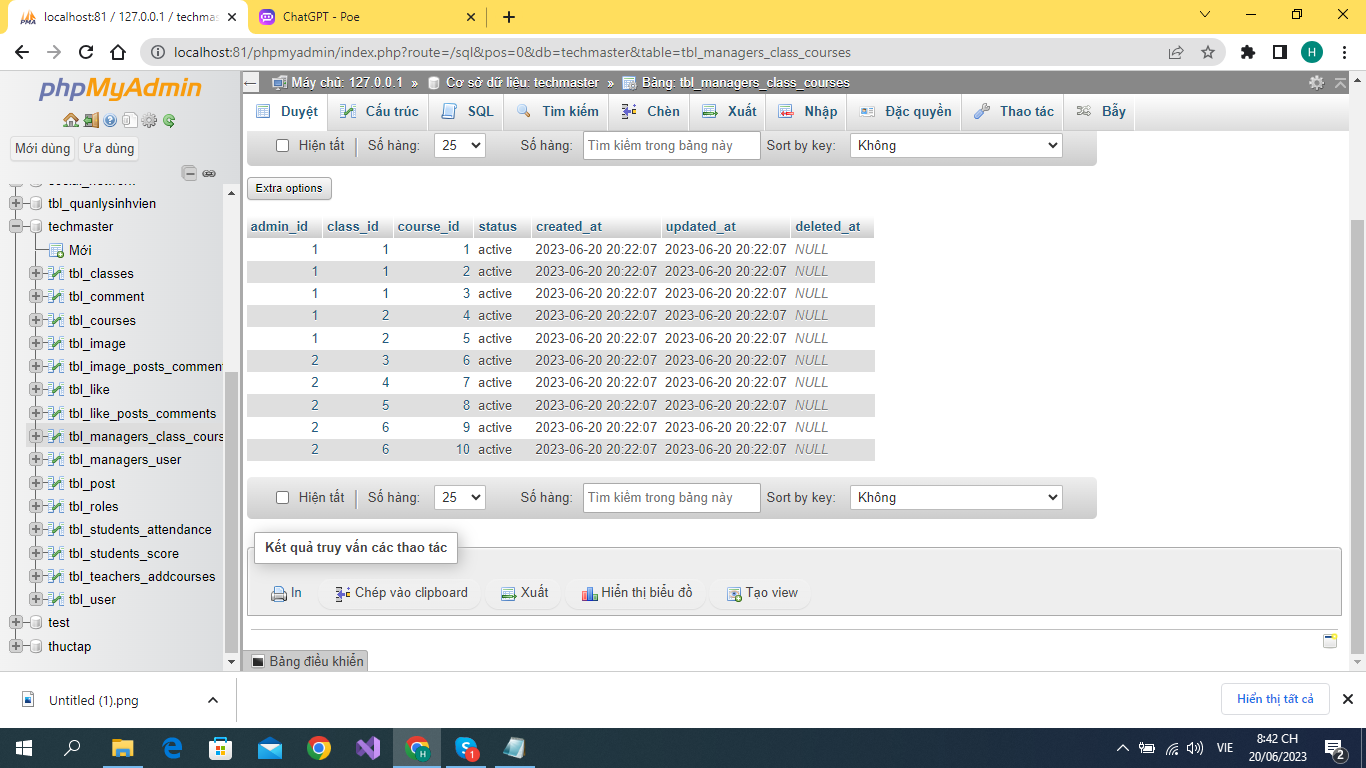 localhost:81 / 127.0.0.1 / techmas
ChatGPT - Poe
localhost:81/phpmyadmin/index.php?route=/sql&pos=0&db=techmaster&table=tbl_managers_class_courses
H
phpMyAdmin
Mới dùng Ưa dùng
tbl_quanlysinhvien
techmaster
Mới
tbl_classes
tbl_comment
tbl_courses
tbl_image
tbl_image_posts_commen
tbl_like
tbl_like_posts_comments
tbl_managers_class_cours
tbl_managers_user
tbl_post
tbl_roles
tbl_students_attendance
tbl_students_score
tbl_teachers_addcourses
tbl_user
test
thuctap
Máy chủ: 127.0.0.1 » Cơ sở dữ liệu: techmaster » Bảng: tbl_managers_class_courses
Duyệt Cấu trúc SQL Tìm kiếm Chèn Xuất Nhập Đặc quyền Thao tác Bẫy
Hiện tất Số hàng: 25 Số hàng: Tìm kiếm trong bảng này Sort by key: Không
Extra options
admin_id class_id course_id status created_at updated_at deleted_at
1 1 1 active 2023-06-20 20:22:07 2023-06-20 20:22:07 NULL
1 1 2 active 2023-06-20 20:22:07 2023-06-20 20:22:07 NULL
1 1 3 active 2023-06-20 20:22:07 2023-06-20 20:22:07 NULL
1 2 4 active 2023-06-20 20:22:07 2023-06-20 20:22:07 NULL
1 2 5 active 2023-06-20 20:22:07 2023-06-20 20:22:07 NULL
2 3 6 active 2023-06-20 20:22:07 2023-06-20 20:22:07 NULL
2 4 7 active 2023-06-20 20:22:07 2023-06-20 20:22:07 NULL
2 5 8 active 2023-06-20 20:22:07 2023-06-20 20:22:07 NULL
2 6 9 active 2023-06-20 20:22:07 2023-06-20 20:22:07 NULL
2 6 10 active 2023-06-20 20:22:07 2023-06-20 20:22:07 NULL
Hiện tất Số hàng: 25 Số hàng: Tìm kiếm trong bảng này Sort by key: Không
Kết quả truy vấn các thao tác
In Chép vào clipboard Xuất Hiển thị biểu đồ Tạo view
Bảng điều khiển
Untitled (1).png
Hiển thị tất cả
VIE
8:42 CH
20/06/2023
2